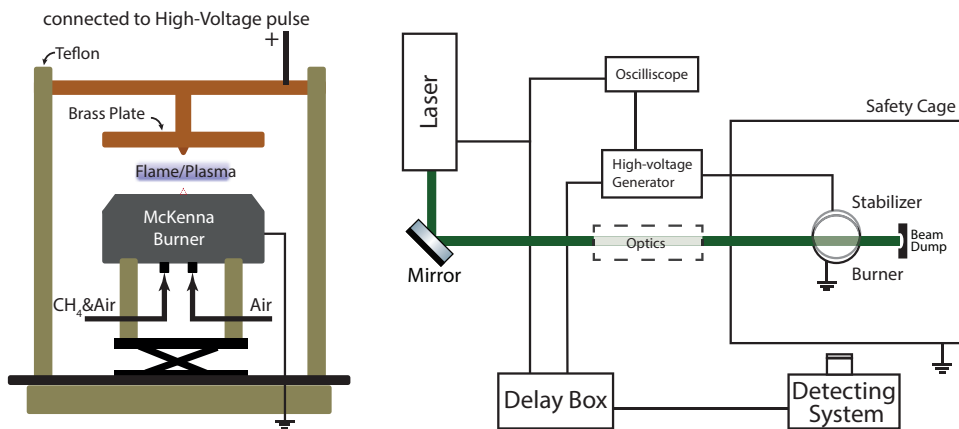 connected to High-Voltage pulse
+
Teflon
Brass Plate
Flame/Plasma
McKenna
Burner
CH₄&Air
Air
Laser
Oscilliscope
Safety Cage
High-voltage
Generator
Stabilizer
Optics
Beam
Dump
Mirror
Burner
Delay Box
Detecting
System